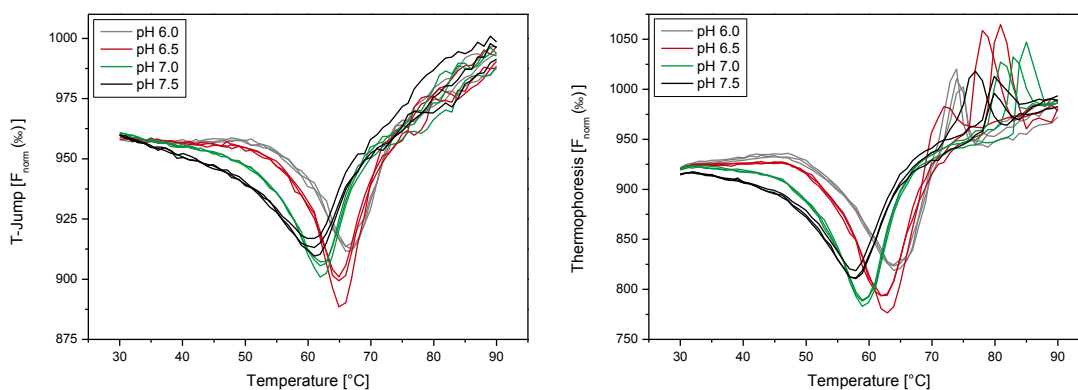 pH 6.0
pH 6.5
pH 7.0
pH 7.5
1000
975
950
925
900
875
T-Jump [Fnorm (‰)]
30 40 50 60 70 80 90
Temperature [°C]
pH 6.0
pH 6.5
pH 7.0
pH 7.5
1050
1000
950
900
850
800
750
Thermophoresis [Fnorm (‰)]
30 40 50 60 70 80 90
Temperature [°C]